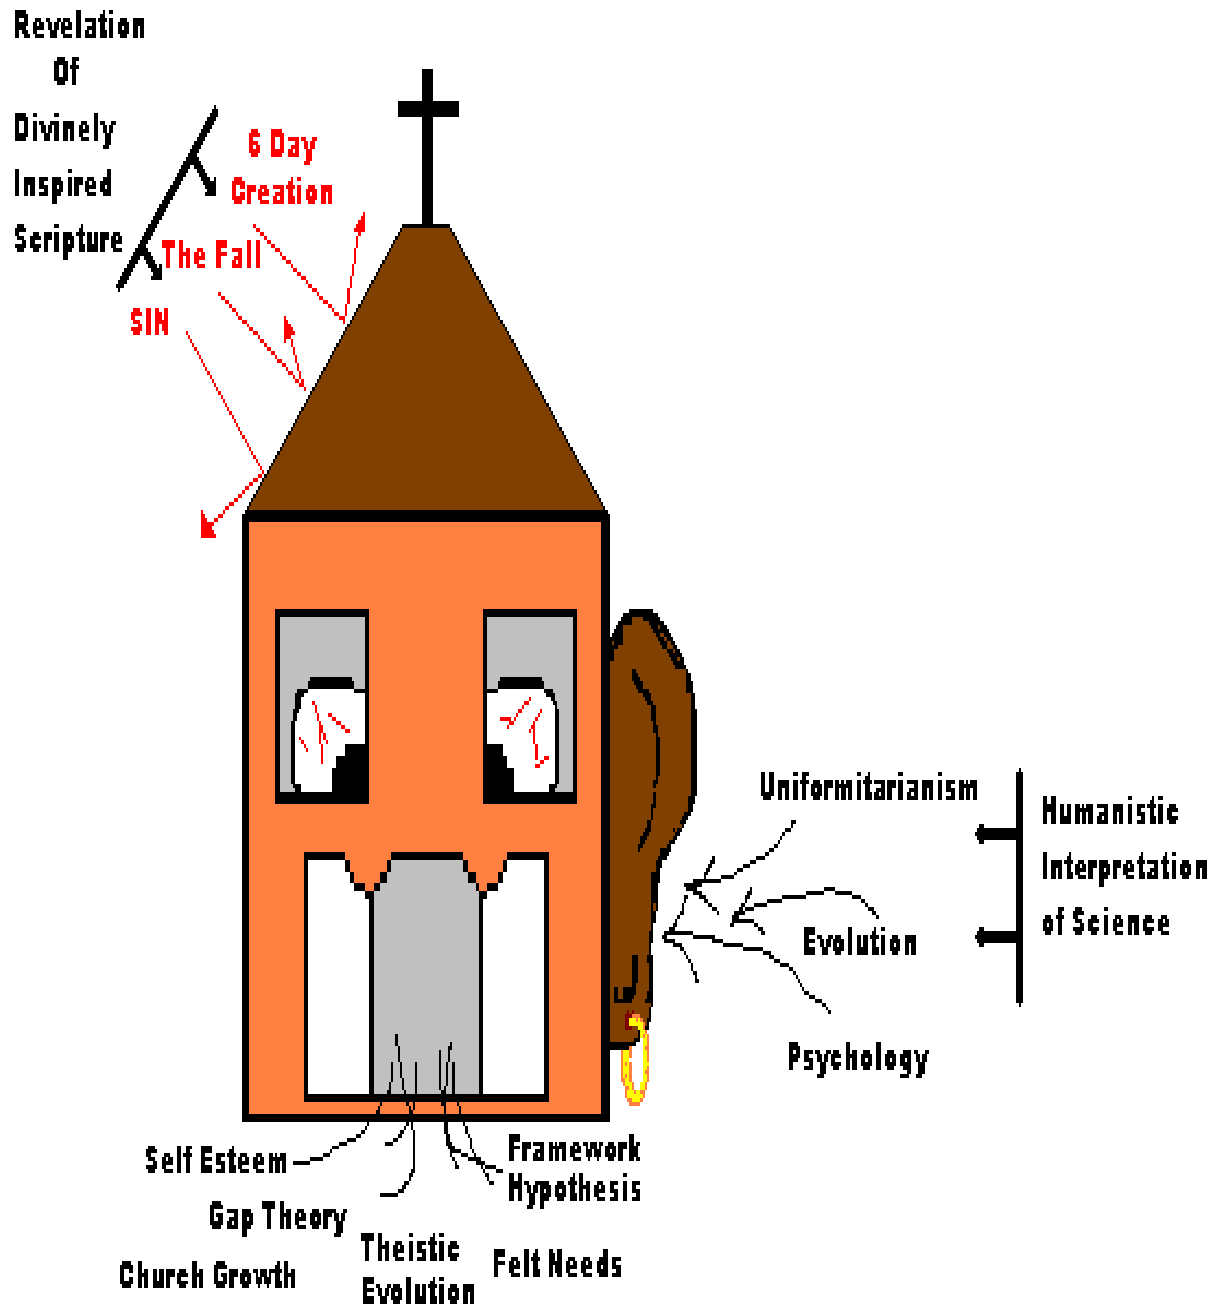 Revelation
Of
Divinely
Inspired
Scripture
6 Day
Creation
The Fall
SIN
Uniformitarianism
Evolution
Psychology
Humanistic
Interpretation
of Science
Self Esteem
Framework
Hypothesis
Gap Theory
Theistic
Evolution
Felt Needs
Church Growth